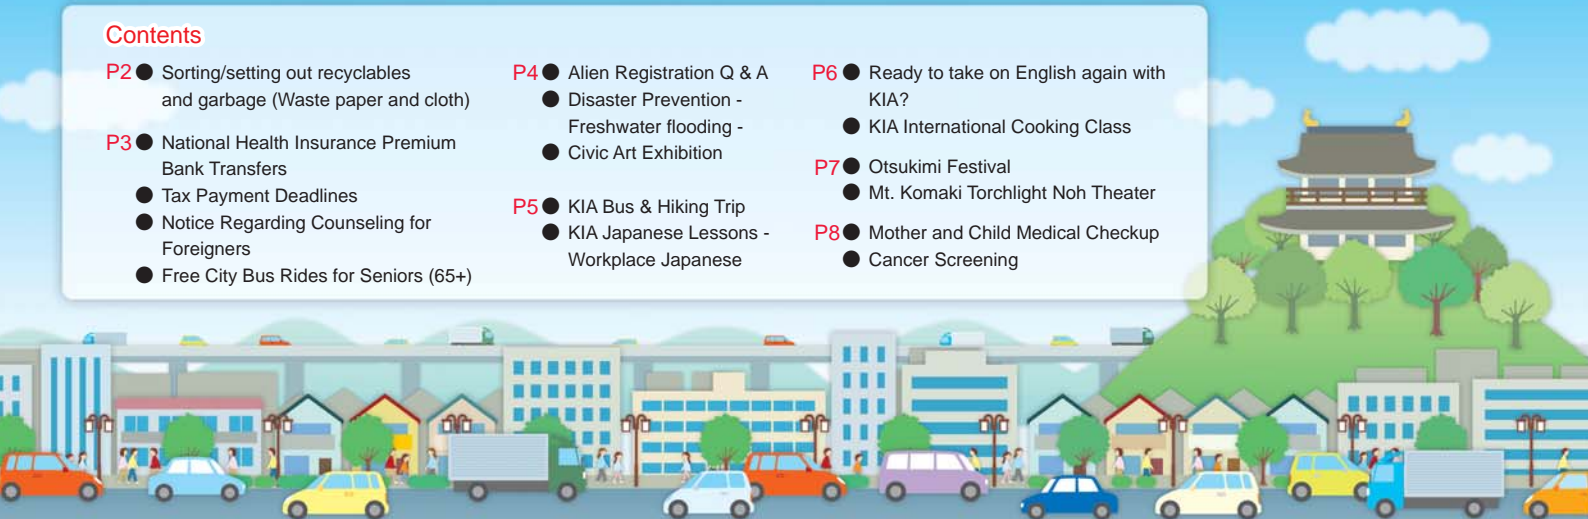 Contents
P2 ● Sorting/setting out recyclables
and garbage (Waste paper and cloth)
P3 ● National Health Insurance Premium
Bank Transfers
● Tax Payment Deadlines
● Notice Regarding Counseling for
Foreigners
● Free City Bus Rides for Seniors (65+)
P4 ● Alien Registration Q & A
● Disaster Prevention -
Freshwater flooding -
● Civic Art Exhibition
P5 ● KIA Bus & Hiking Trip
● KIA Japanese Lessons -
Workplace Japanese
P6 ● Ready to take on English again with
KIA?
● KIA International Cooking Class
P7 ● Otsukimi Festival
● Mt. Komaki Torchlight Noh Theater
P8 ● Mother and Child Medical Checkup
● Cancer Screening